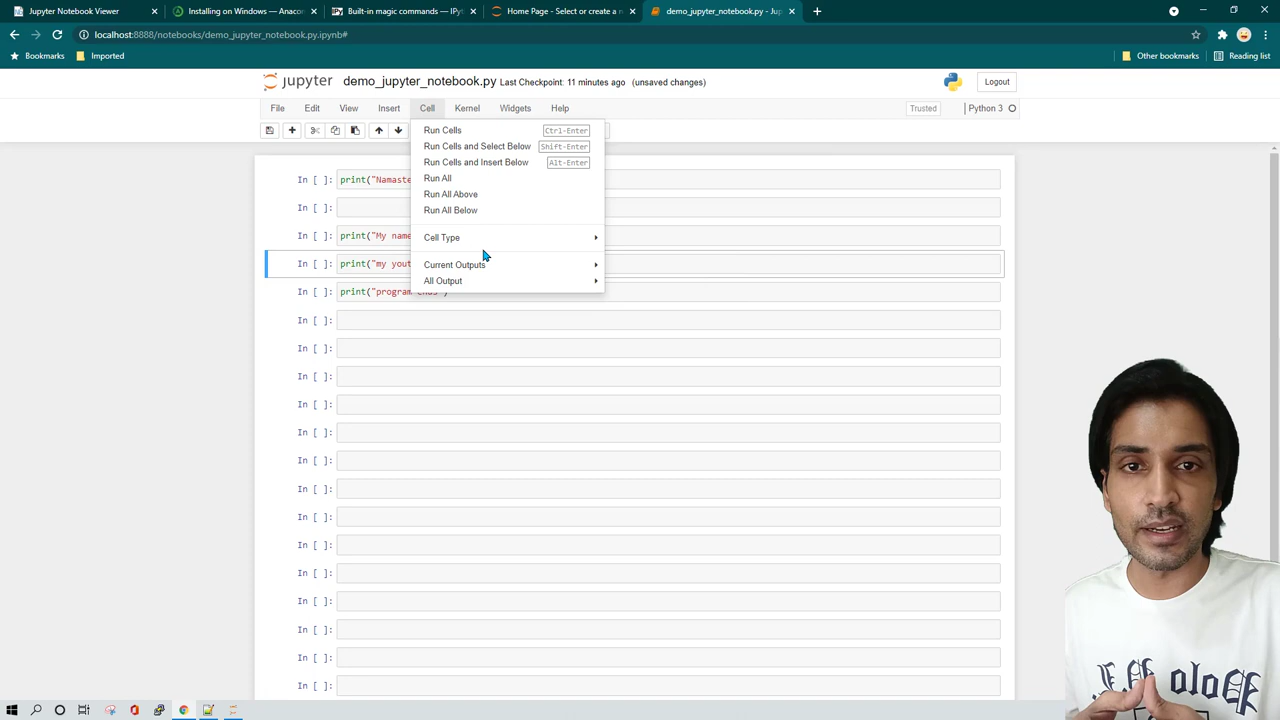 Jupyter Notebook Viewer
Installing on Windows — Anacon
Built-in magic commands — IPyt
Home Page - Select or create a n
demo_jupyter_notebook.py - Jup
localhost:8888/notebooks/demo_jupyter_notebook.py.ipynb#
Bookmarks Imported Other bookmarks Reading list
jupyter demo_jupyter_notebook.py Last Checkpoint: 11 minutes ago (unsaved changes) Logout
File Edit View Insert Cell Kernel Widgets Help Trusted Python 3
Run Cells Ctrl-Enter
Run Cells and Select Below Shift-Enter
Run Cells and Insert Below Alt-Enter
Run All
Run All Above
Run All Below
Cell Type
Current Outputs
All Output
In [ ]: print("Namaste
In [ ]:
In [ ]: print("My name
In [ ]: print("my yout
In [ ]: print("program ends")
In [ ]:
In [ ]:
In [ ]:
In [ ]:
In [ ]:
In [ ]:
In [ ]:
In [ ]:
In [ ]:
In [ ]:
In [ ]:
In [ ]:
In [ ]:
In [ ]: